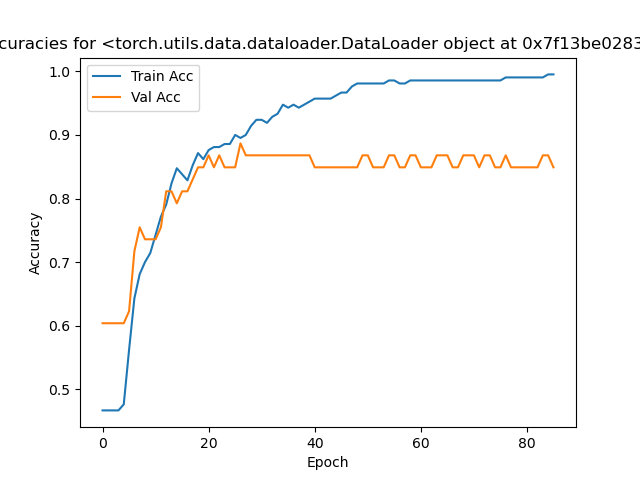 curacies for <torch.utils.data.dataloader.DataLoader object at 0x7f13be0283
Train Acc
Val Acc
1.0
0.9
0.8
0.7
0.6
0.5
Accuracy
0
20
40
60
80
Epoch